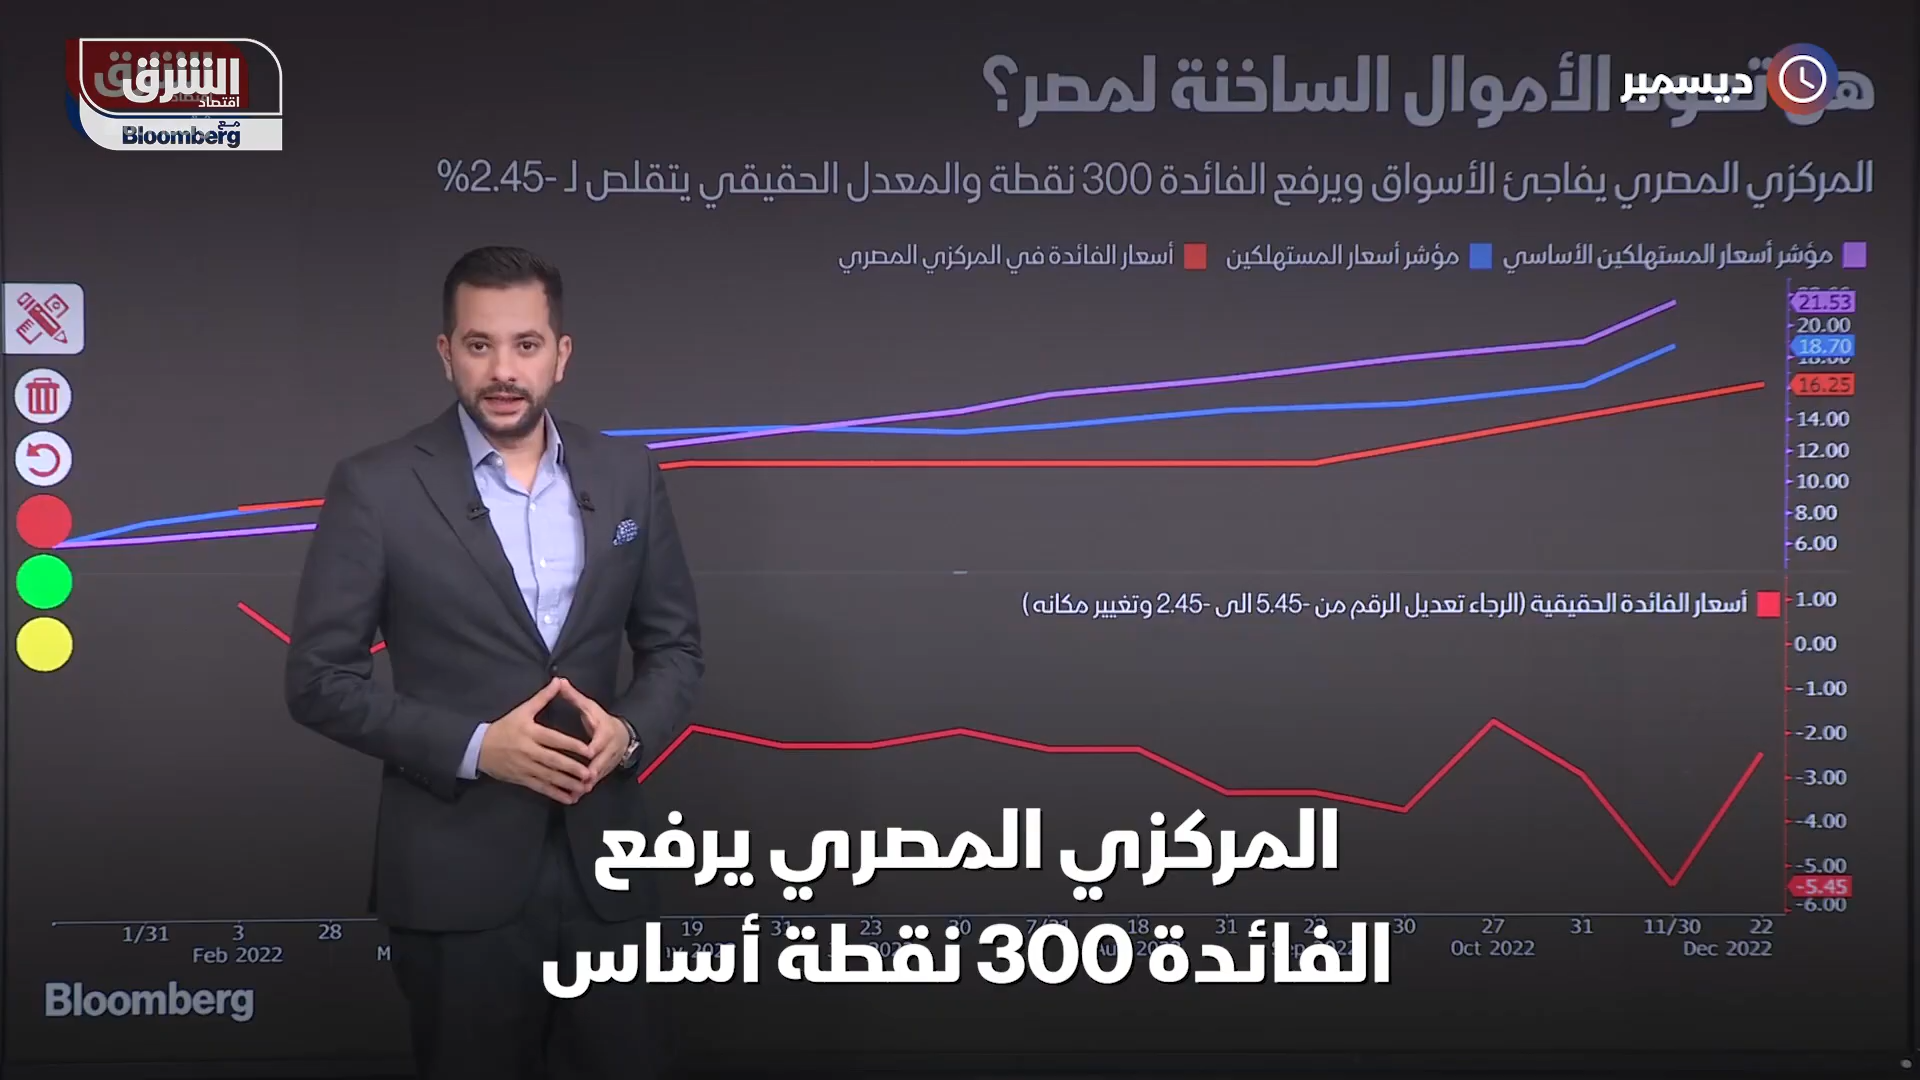 الشرق
اقتصاد
مع
Bloomberg
ديسمبر
الأموال الساخنة لمصر؟
المركزي المصري يفاجئ الأسواق ويرفع الفائدة 300 نقطة والمعدل الحقيقي يتقلص لـ -2.45%
مؤشر أسعار المستهلكين الأساسي
مؤشر أسعار المستهلكين
أسعار الفائدة في المركزي المصري
21.53
20.00
18.70
16.25
14.00
12.00
10.00
8.00
6.00
أسعار الفائدة الحقيقية (الرجاء تعديل الرقم من -5.45 الى -2.45 وتغيير مكانه )
1.00
0.00
-1.00
-2.00
-3.00
-4.00
-5.00
-5.45
-6.00
المركزي المصري يرفع
الفائدة 300 نقطة أساس
1/31 3 28 19 31 23 30 7/31 18 31 22 30 27 31 11/30 22
Feb 2022 Oct 2022 Dec 2022
Bloomberg